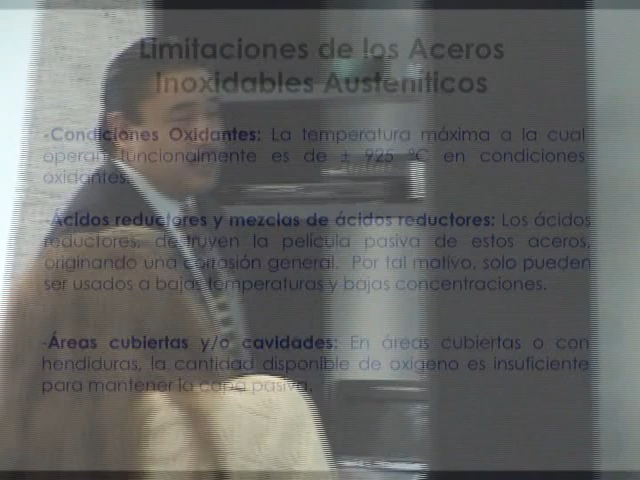 Limitaciones de los Aceros
Inoxidables Austeníticos
-Condiciones Oxidantes: La temperatura máxima a la cual
operan funcionalmente es de ± 925 ºC en condiciones
oxidantes.
-Ácidos reductores y mezclas de ácidos reductores: Los ácidos
reductores, destruyen la película pasiva de estos aceros,
originando una corrosión general. Por tal motivo, solo pueden
ser usados a bajas temperaturas y bajas concentraciones.
-Áreas cubiertas y/o cavidades: En áreas cubiertas o con
hendiduras, la cantidad disponible de oxigeno es insuficiente
para mantener la capa pasiva.